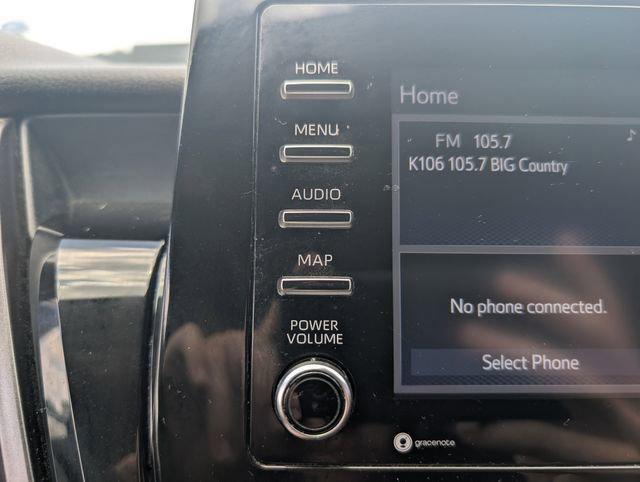 HOME
MENU
AUDIO
MAP
POWER
VOLUME
Home
FM 105.7
K106 105.7 BIG Country
No phone connected.
Select Phone
gracenote